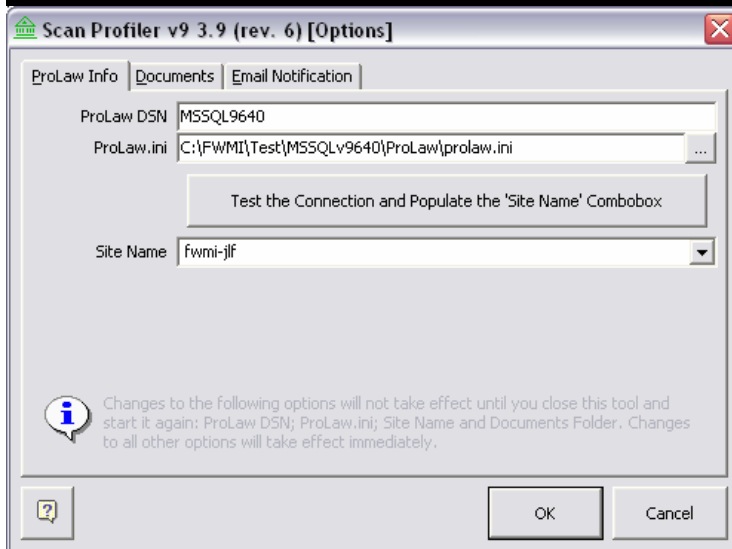 Scan Profiler v9 3.9 (rev. 6) [Options]
ProLaw Info Documents Email Notification
ProLaw DSN MSSQL9640
ProLaw.ini C:\FWMI\Test\MSSQLv9640\ProLaw\prolaw.ini ...
Test the Connection and Populate the 'Site Name' Combobox
Site Name fwmi-jlf
Changes to the following options will not take effect until you close this tool and
start it again: ProLaw DSN; ProLaw.ini; Site Name and Documents Folder. Changes
to all other options will take effect immediately.
OK Cancel